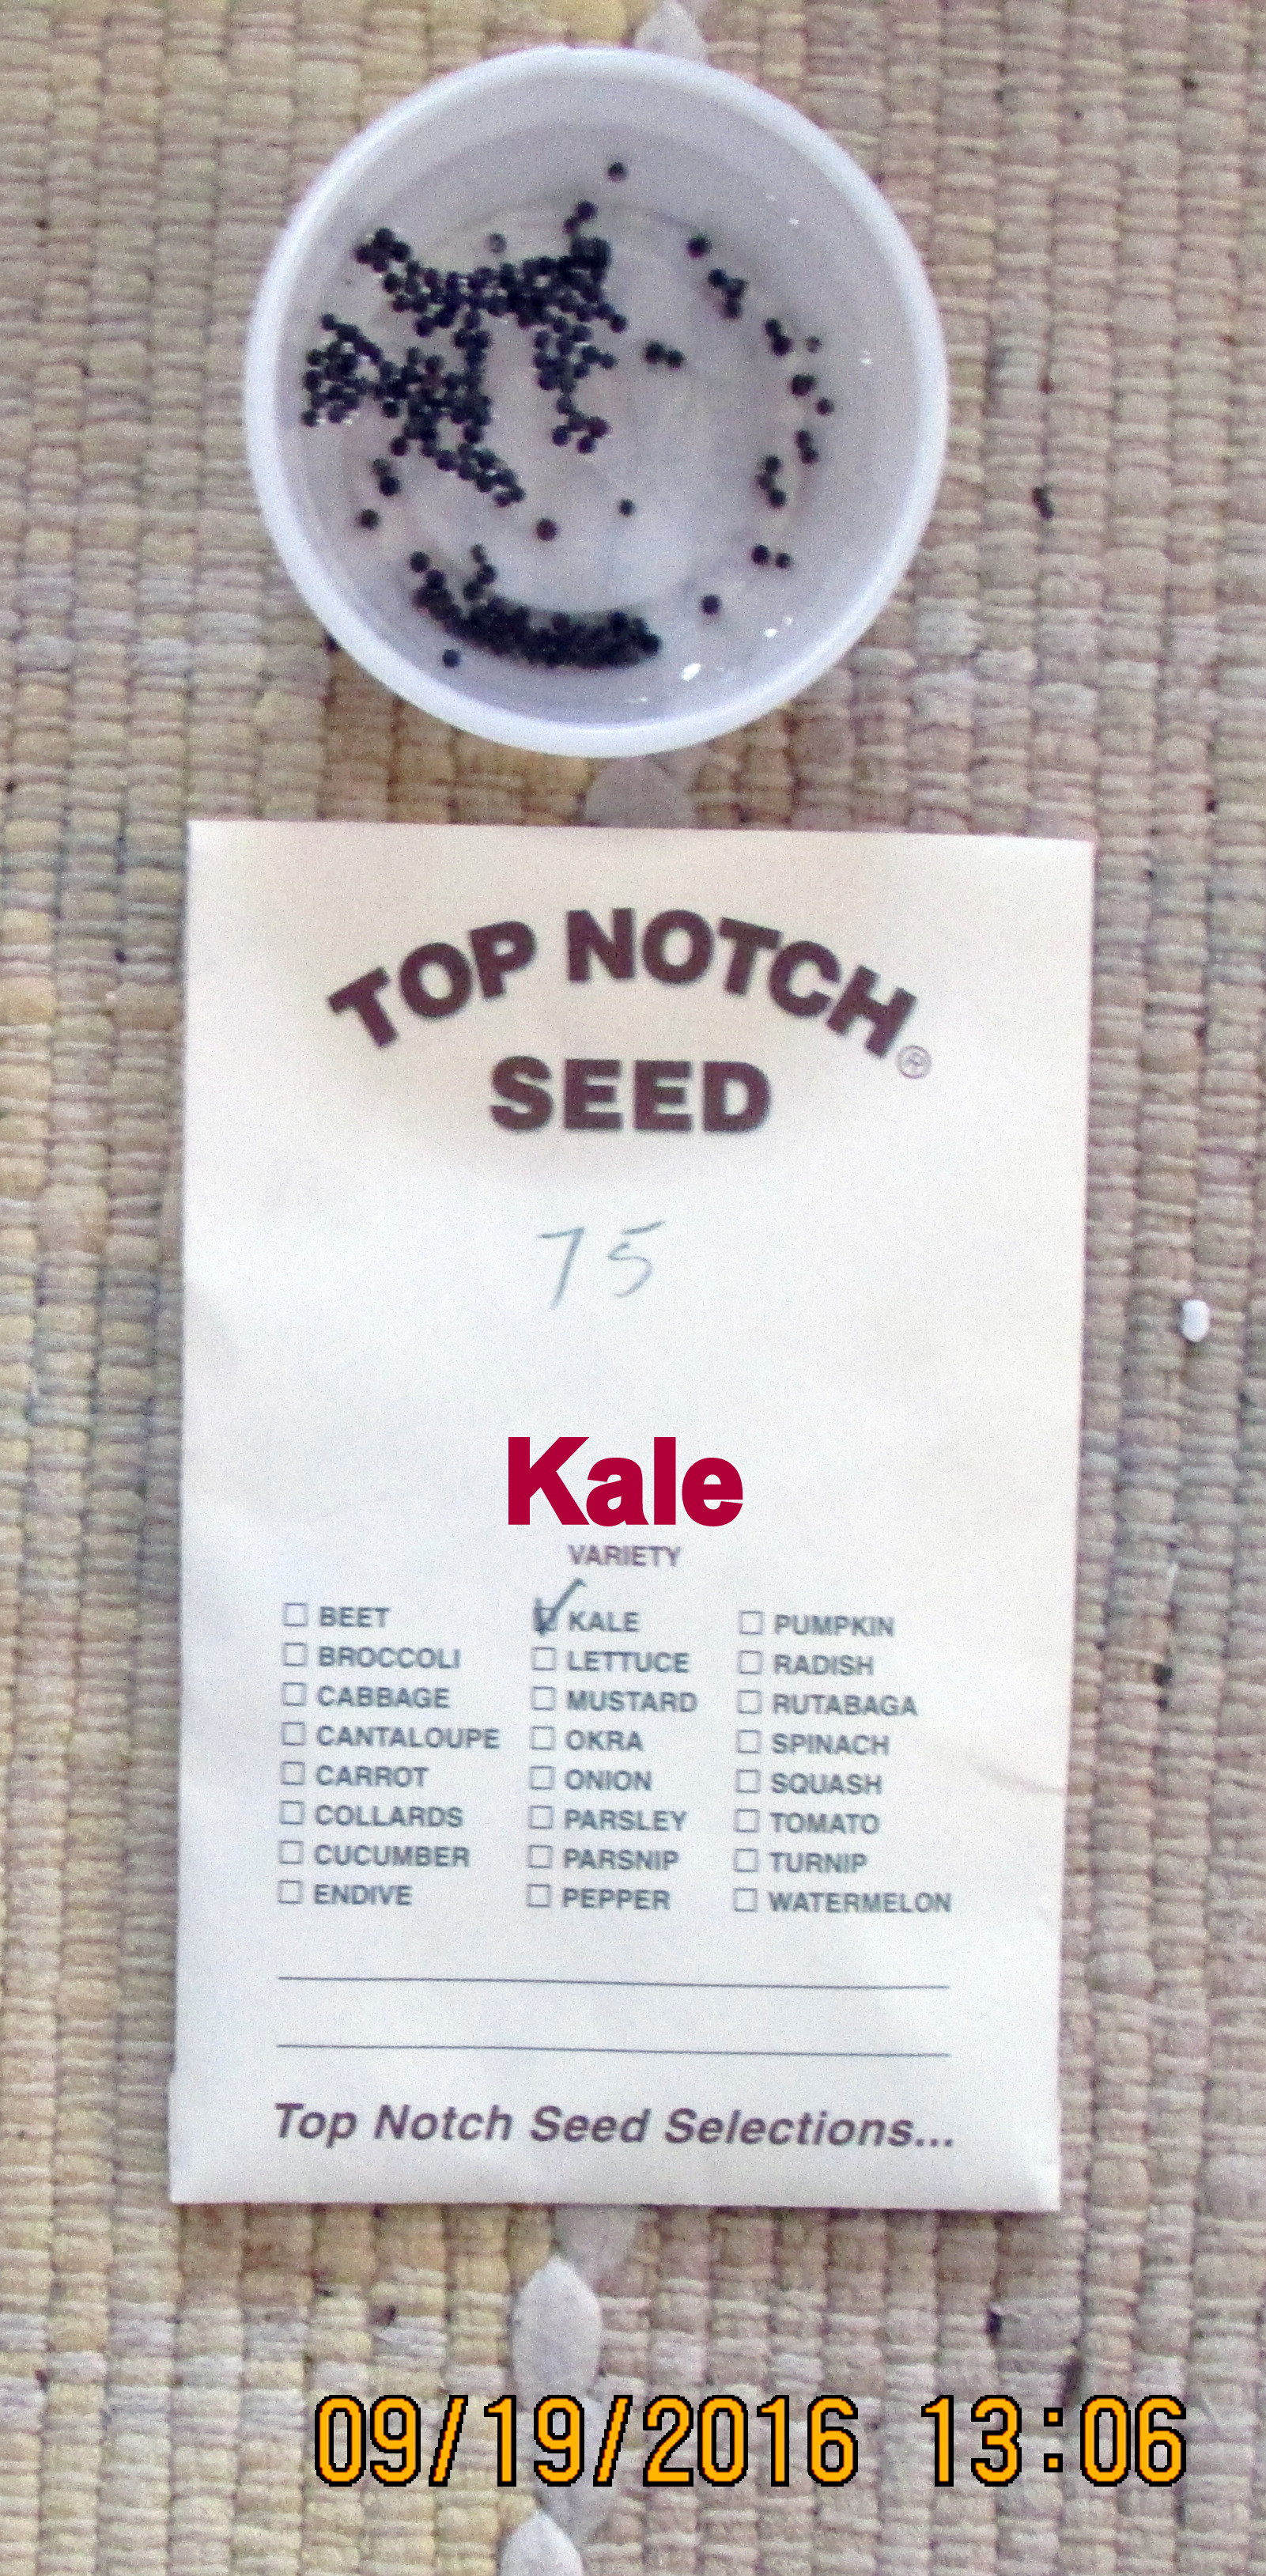 TOP NOTCH®
SEED
75
Kale
VARIETY
☐ BEET
☐ BROCCOLI
☐ CABBAGE
☐ CANTALOUPE
☐ CARROT
☐ COLLARDS
☐ CUCUMBER
☐ ENDIVE
☑ KALE
☐ LETTUCE
☐ MUSTARD
☐ OKRA
☐ ONION
☐ PARSLEY
☐ PARSNIP
☐ PEPPER
☐ PUMPKIN
☐ RADISH
☐ RUTABAGA
☐ SPINACH
☐ SQUASH
☐ TOMATO
☐ TURNIP
☐ WATERMELON
Top Notch Seed Selections...
09/19/2016 13:06